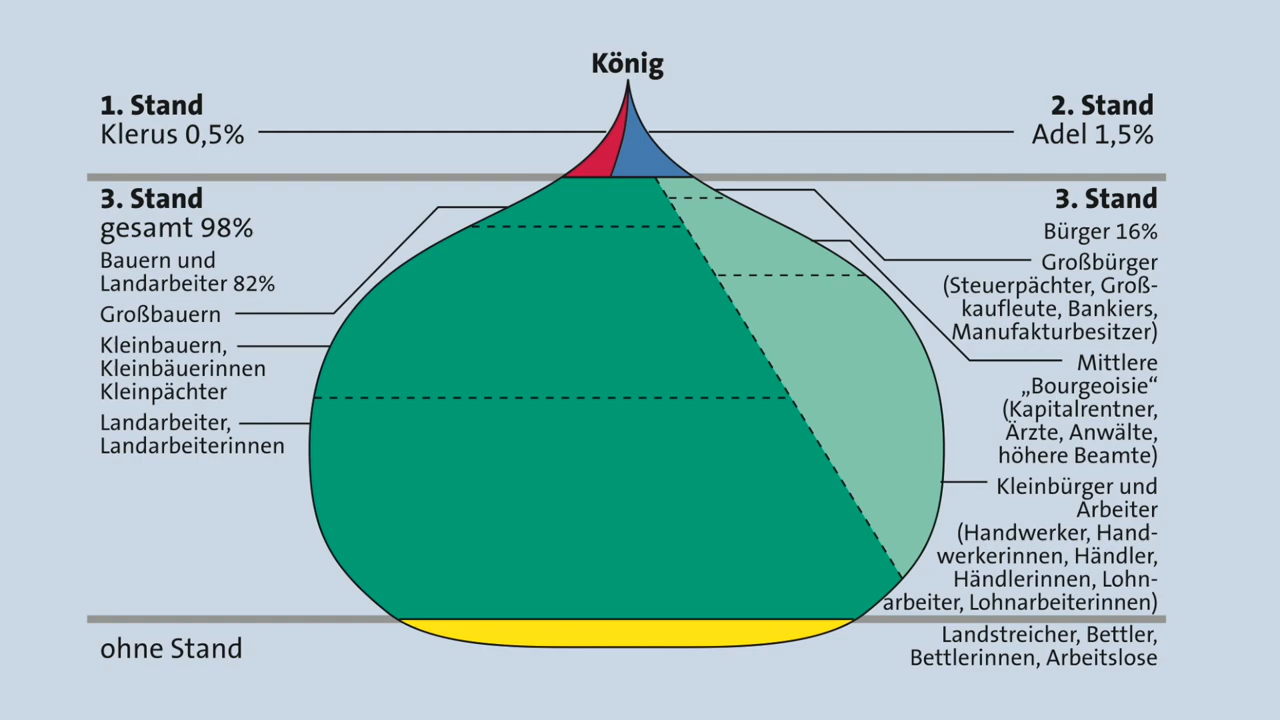 König
1. Stand
Klerus 0,5%
2. Stand
Adel 1,5%
3. Stand
gesamt 98%
Bauern und
Landarbeiter 82%
Großbauern
Kleinbauern,
Kleinbäuerinnen
Kleinpächter
Landarbeiter,
Landarbeiterinnen
3. Stand
Bürger 16%
Großbürger
(Steuerpächter, Groß-
kaufleute, Bankiers,
Manufakturbesitzer)
Mittlere
„Bourgeoisie“
(Kapitalrentner,
Ärzte, Anwälte,
höhere Beamte)
Kleinbürger und
Arbeiter
(Handwerker, Hand-
werkerinnen, Händler,
Händlerinnen, Lohn-
arbeiter, Lohnarbeiterinnen)
ohne Stand
Landstreicher, Bettler,
Bettlerinnen, Arbeitslose